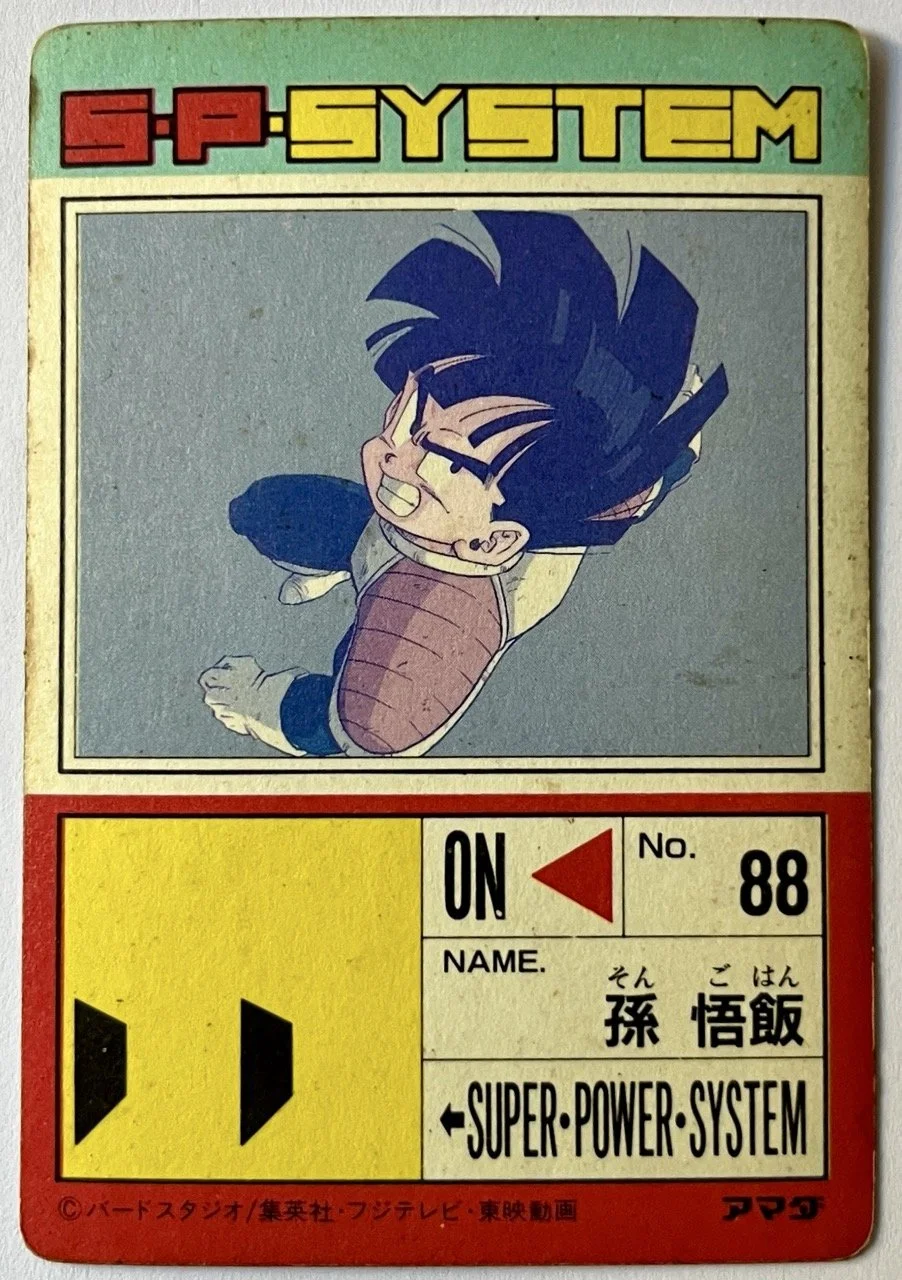 S·P·SYSTEM
ON
No. 88
NAME.
そん ご はん
孫 悟飯
SUPER・POWER・SYSTEM
©バードスタジオ/集英社・フジテレビ・東映動画
アマダ